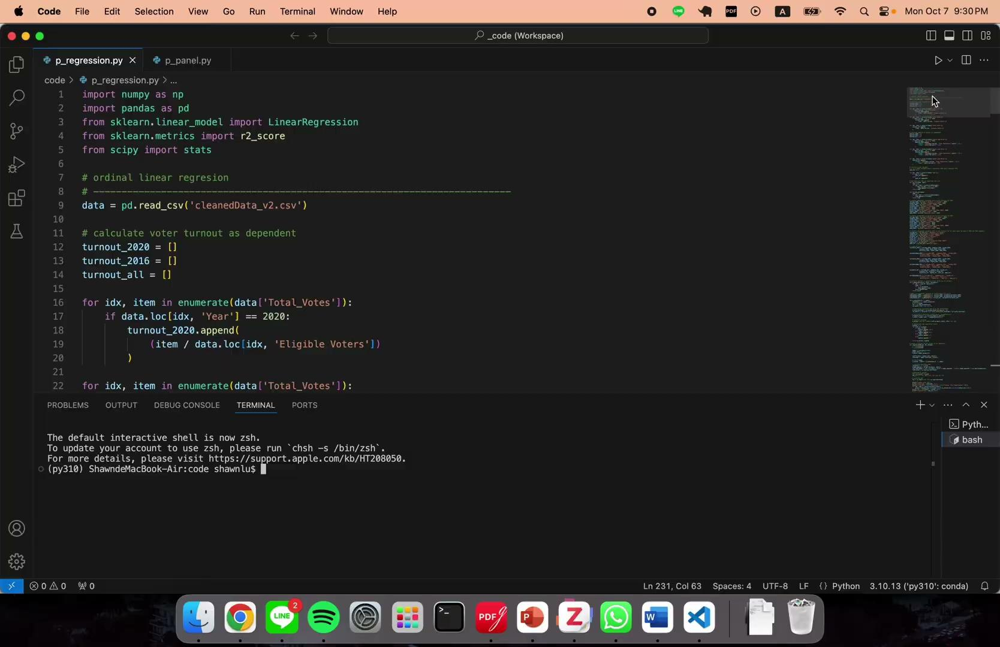 Code File Edit Selection View Go Run Terminal Window Help LINE PDF A Mon Oct 7 9:30 PM
_code (Workspace)
p_regression.py p_panel.py
code > p_regression.py > ...
1 import numpy as np
2 import pandas as pd
3 from sklearn.linear_model import LinearRegression
4 from sklearn.metrics import r2_score
5 from scipy import stats
6
7 # ordinal linear regresion
8 # ---------------------------------------------------------------------------
9 data = pd.read_csv('cleanedData_v2.csv')
10
11 # calculate voter turnout as dependent
12 turnout_2020 = []
13 turnout_2016 = []
14 turnout_all = []
15
16 for idx, item in enumerate(data['Total_Votes']):
17 if data.loc[idx, 'Year'] == 2020:
18 turnout_2020.append(
19 (item / data.loc[idx, 'Eligible Voters'])
20 )
21
22 for idx, item in enumerate(data['Total_Votes']):
PROBLEMS OUTPUT DEBUG CONSOLE TERMINAL PORTS
Pyth...
bash
The default interactive shell is now zsh.
To update your account to use zsh, please run `chsh -s /bin/zsh`.
For more details, please visit https://support.apple.com/kb/HT208050.
(py310) ShawndeMacBook-Air:code shawnlu$
0 0 0 Ln 231, Col 63 Spaces: 4 UTF-8 LF {} Python 3.10.13 ('py310': conda)
LINE 2 >_ PDF P Z W